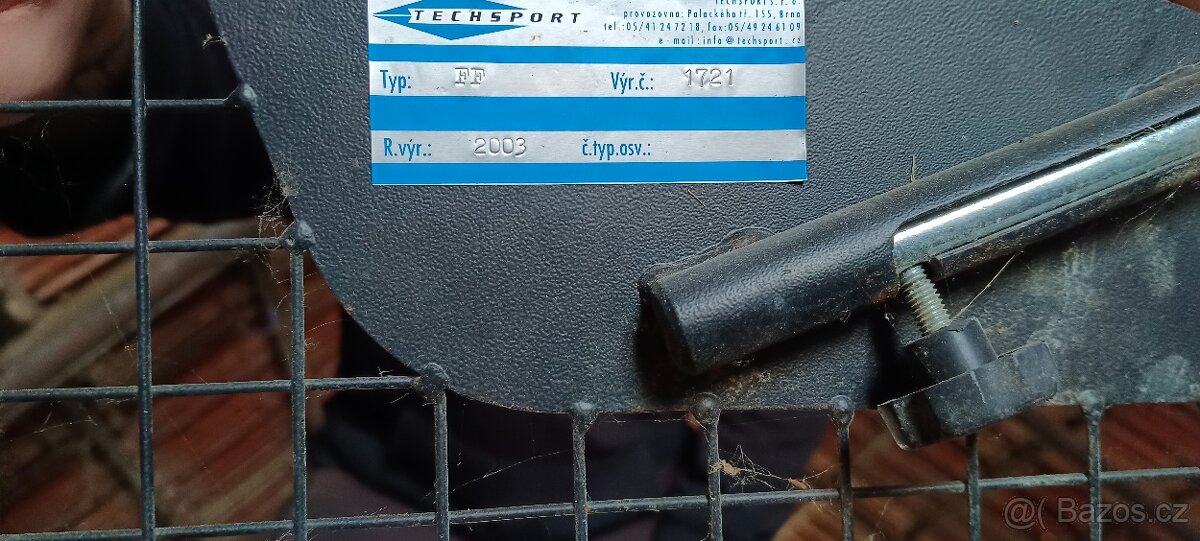 TECHSPORT s. r. o.
TECHSPORT
provozovna: Palackého tř. 155, Brno
tel.:05/41247218, fax:05/49246109
e - mail : info @ techsport . cz
Typ: FF Výr.č.: 1721
R.výr.: 2003 č.typ.osv.:
@( Bazos.cz